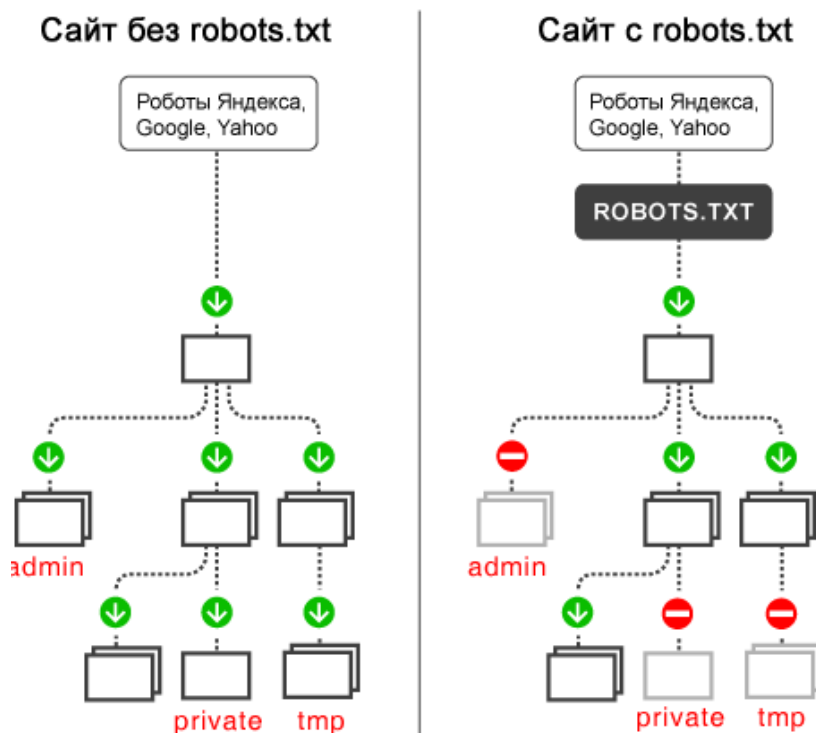 Сайт без robots.txt
Роботы Яндекса,
Google, Yahoo
admin
private
tmp
Сайт с robots.txt
Роботы Яндекса,
Google, Yahoo
ROBOTS.TXT
admin
private
tmp